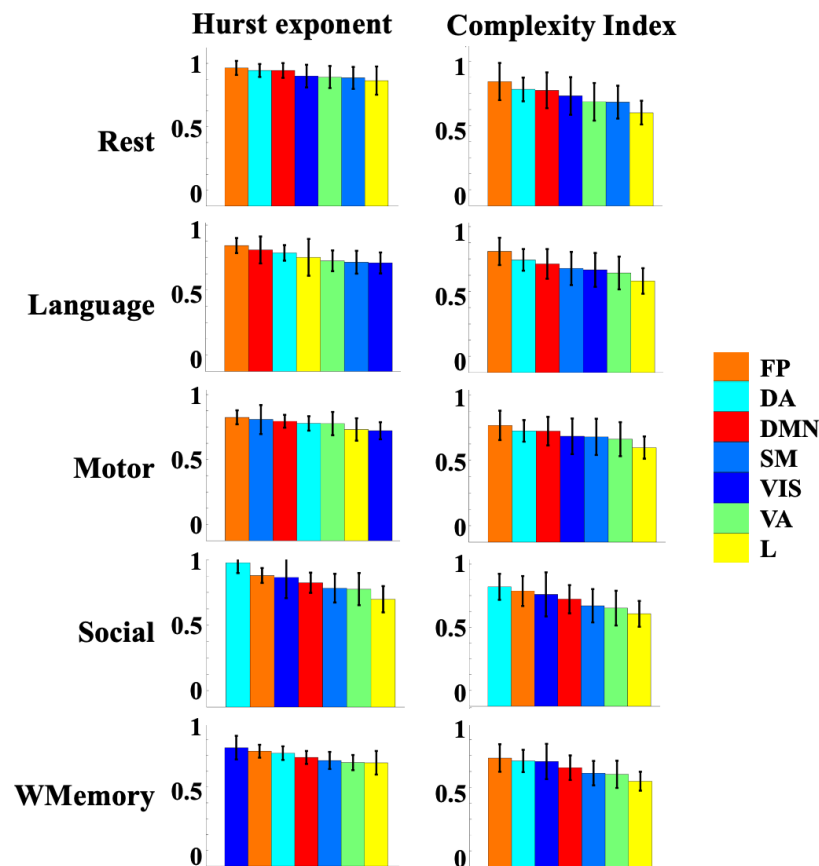 Hurst exponent Complexity Index
1 1
Rest 0.5 0.5
0 0
1 1
Language 0.5 0.5
0 0
1 1
Motor 0.5 0.5
0 0
1 1
Social 0.5 0.5
0 0
1 1
WMemory 0.5 0.5
0 0
FP
DA
DMN
SM
VIS
VA
L